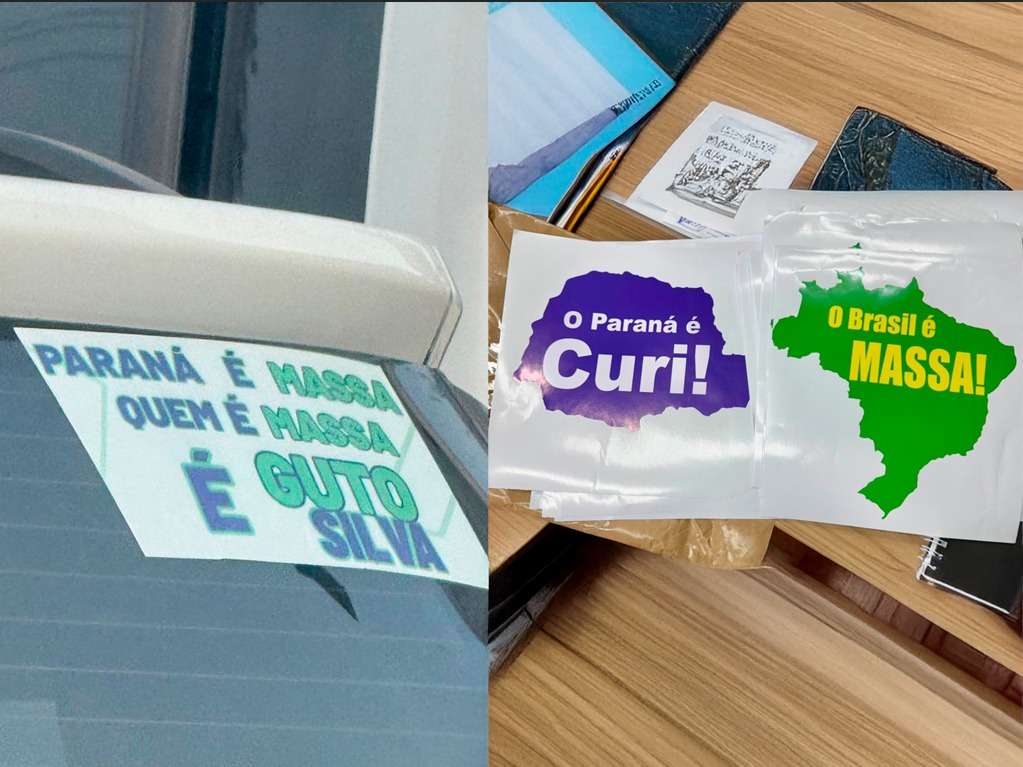 PARANÁ É MASSA
QUEM É MASSA
É GUTO
SILVA
O Paraná é
Curi!
O Brasil é
MASSA!